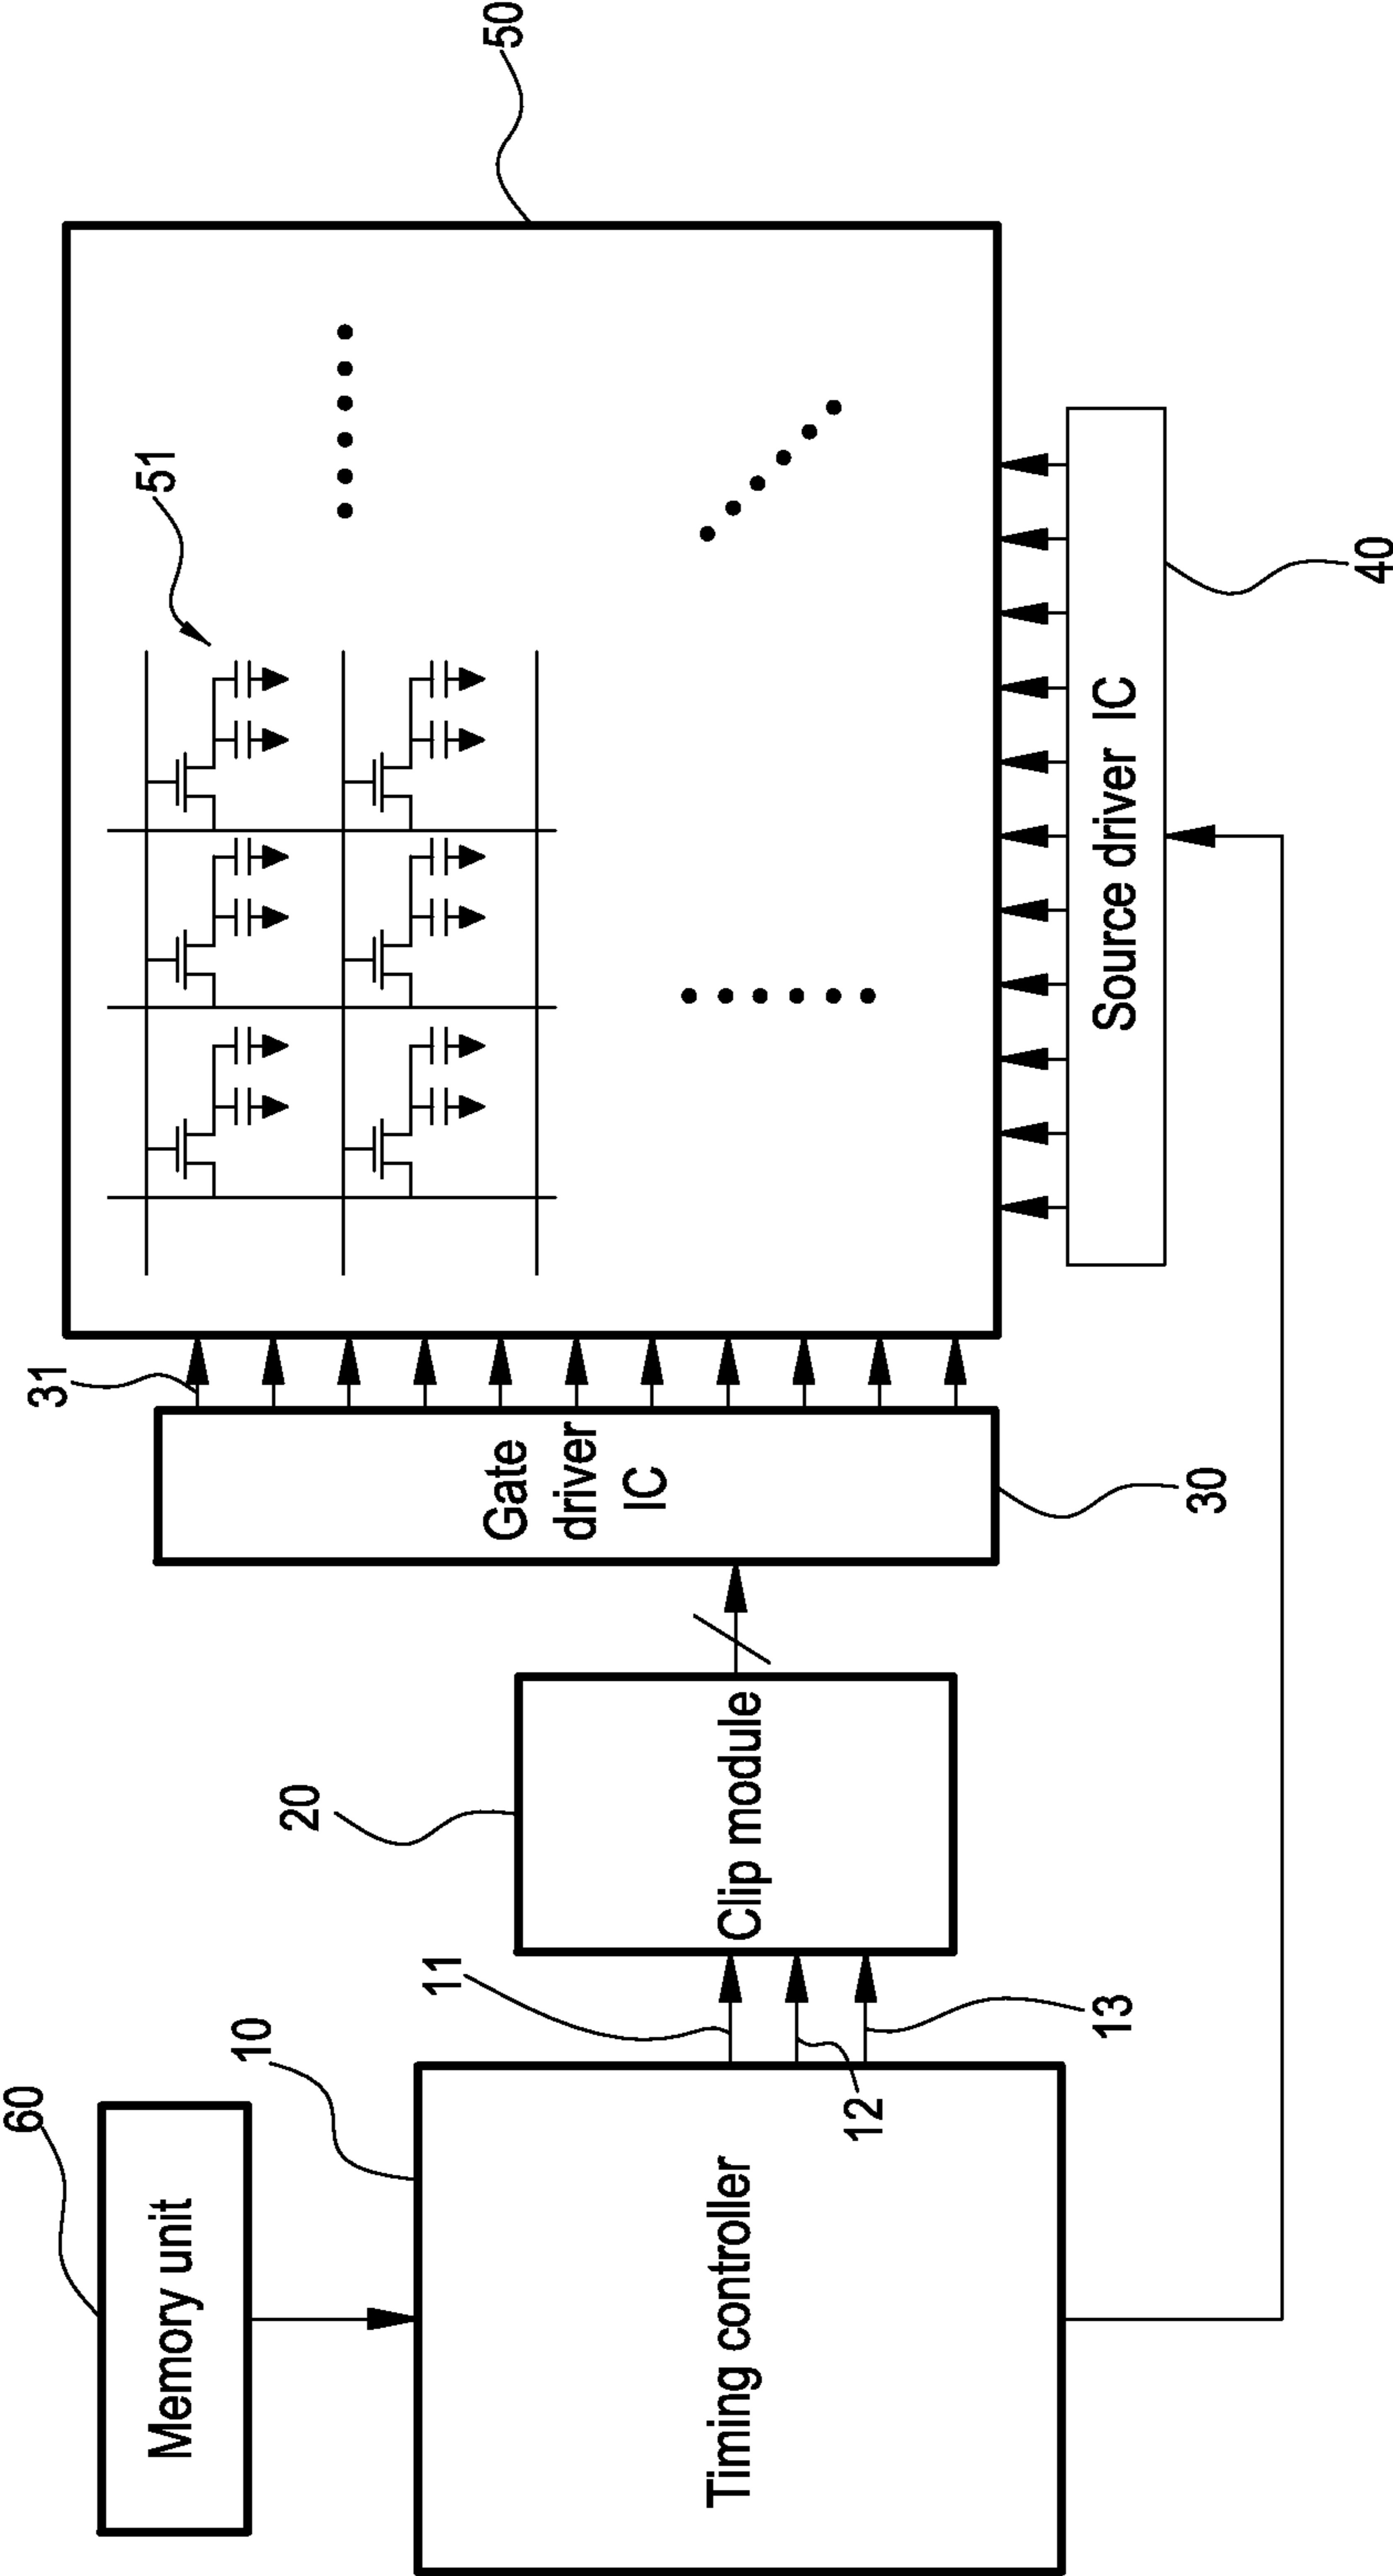 60
Memory unit
10
Timing controller
11
12
13
20
Clip module
Gate
driver
IC
30
31
51
50
Source driver IC
40